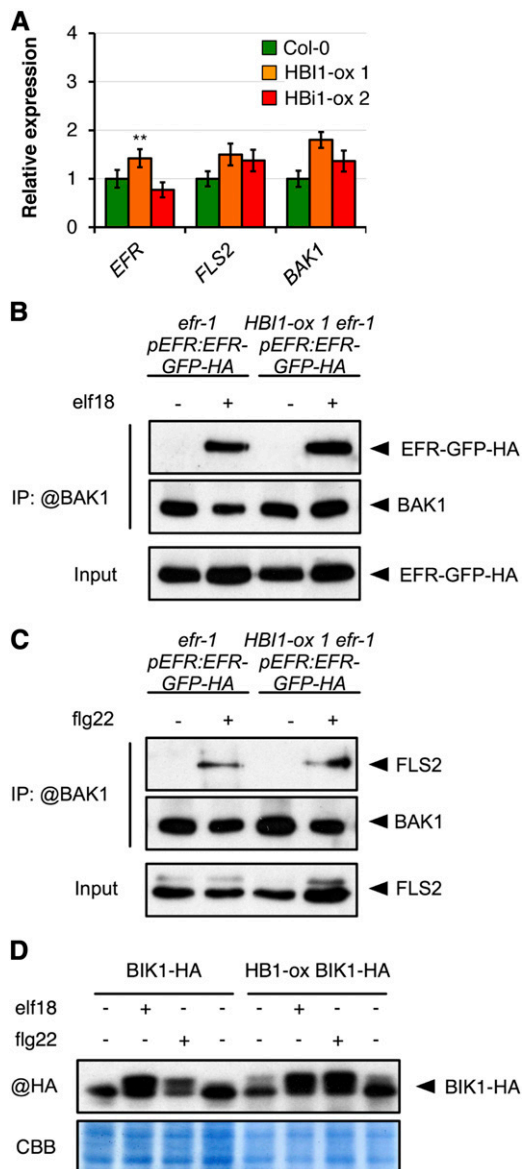 A
Relative expression
4
3
2
1
0
Col-0
HBI1-ox 1
HBi1-ox 2
**
EFR
FLS2
BAK1
B
efr-1 HBI1-ox 1 efr-1
pEFR:EFR- pEFR:EFR-
GFP-HA GFP-HA
elf18 - + - +
EFR-GFP-HA
IP: @BAK1
BAK1
Input EFR-GFP-HA
C
efr-1 HBI1-ox 1 efr-1
pEFR:EFR- pEFR:EFR-
GFP-HA GFP-HA
flg22 - + - +
FLS2
IP: @BAK1
BAK1
Input FLS2
D
BIK1-HA HB1-ox BIK1-HA
elf18 - + - - - + - -
flg22 - - + - - - + -
@HA BIK1-HA
CBB